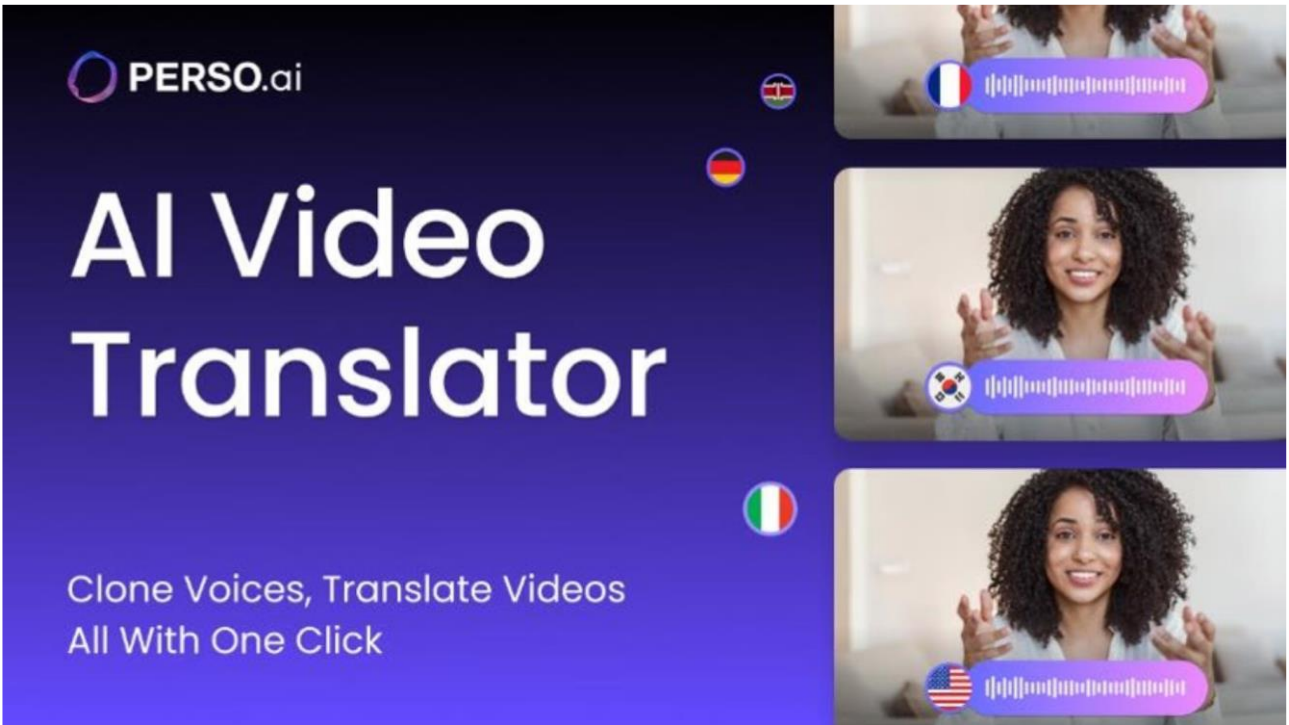 PERSO.ai
AI Video
Translator
Clone Voices, Translate Videos
All With One Click